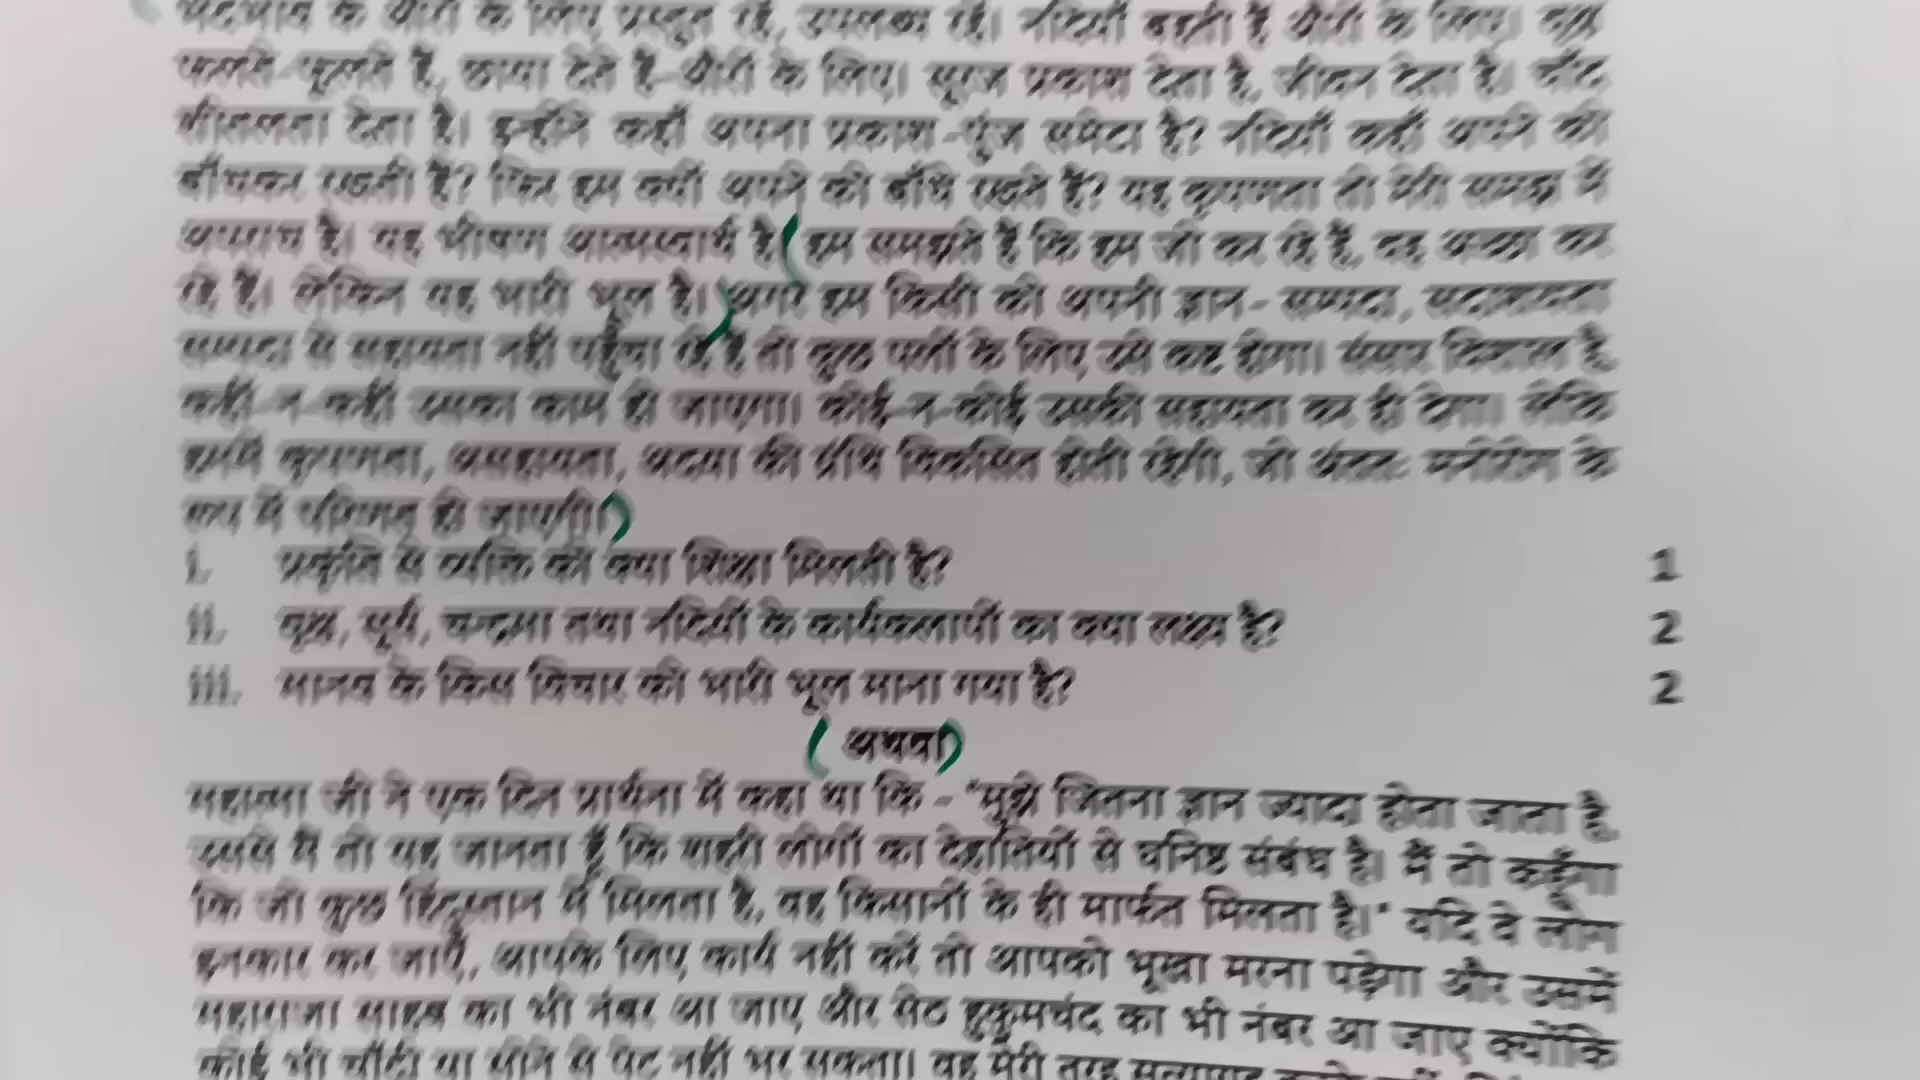 भेदभाव के औरों के लिए प्रस्तुत रहें, उपलब्ध रहें। नदियाँ बहती हैं औरों के लिए। वृक्ष
फलते-फूलते हैं, छाया देते हैं-औरों के लिए। सूरज प्रकाश देता है, जीवन देता है। चाँद
शीतलता देता है। इन्होंने कहाँ अपना प्रकाश-पुंज समेटा है? नदियाँ कहाँ अपने को
बाँधकर रखती हैं? फिर हम क्यों अपने को बाँधे रखते हैं? यह कृपणता तो मेरी समझ में
अपराध है। यह भीषण आत्मस्वार्थ है। हम समझते हैं कि हम जो कर रहे हैं, वह अच्छा कर
रहे हैं। लेकिन यह भारी भूल है। अगर हम किसी को अपनी ज्ञान- सम्पदा, सदाशयता
सम्पदा से सहायता नहीं पहुँचा रहे हैं तो कुछ पलों के लिए उसे कष्ट होगा। संसार विशाल है,
कहीं-न-कहीं उसका काम हो जाएगा। कोई-न-कोई उसकी सहायता कर ही देगा। लेकि
हममें कृपणता, असहायता, अदया की ग्रंथि विकसित होती रहेगी, जो अंततः मनोरोग के
रूप में परिणत हो जाएगी।
i. प्रकृति से व्यक्ति को क्या शिक्षा मिलती है? 1
ii. वृक्ष, सूर्य, चन्द्रमा तथा नदियों के कार्यकलापों का क्या लक्ष्य है? 2
iii. मानव के किस विचार को भारी भूल माना गया है? 2
( अथवा)
महात्मा जी ने एक दिन प्रार्थना में कहा था कि - "मुझे जितना ज्ञान ज्यादा होता जाता है,
उससे मैं तो यह जानता हूँ कि शहरी लोगों का देहातियों से घनिष्ट संबंध है। मैं तो कहूँगा
कि जो कुछ हिंदुस्तान में मिलता है, वह किसानों के ही मार्फत मिलता है।" यदि वे लोग
इनकार कर जाएँ, आपके लिए कार्य नहीं करें तो आपको भूखा मरना पड़ेगा और उसमें
महाराजा साहब का भी नंबर आ जाए और सेठ हुकुमचंद का भी नंबर आ जाए क्योंकि
कोई भी चाँदी या सोने से पेट नहीं भर सकता। वह मेरी तरह सत्याग्रह